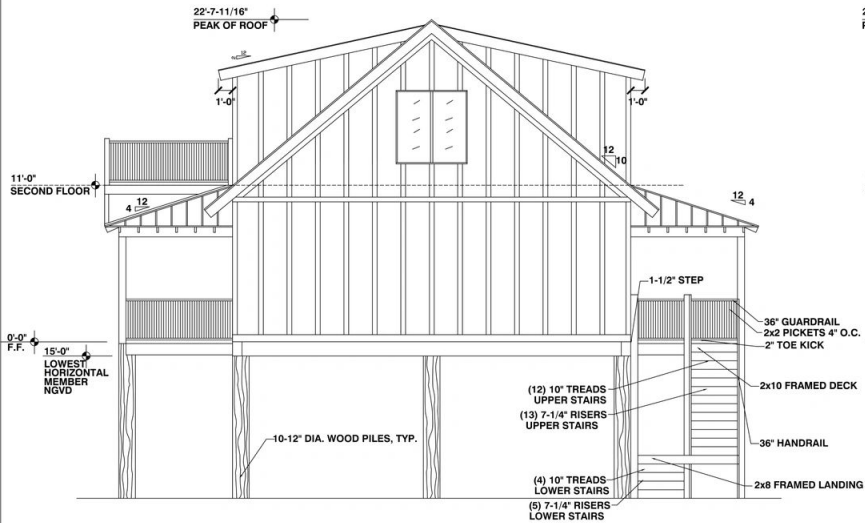 22'-7-11/16"
PEAK OF ROOF
12
1'-0"
1'-0"
12
10
11'-0"
SECOND FLOOR
12
4
12
4
1-1/2" STEP
36" GUARDRAIL
2x2 PICKETS 4" O.C.
2" TOE KICK
0'-0"
F.F.
15'-0"
LOWEST
HORIZONTAL
MEMBER
NGVD
2x10 FRAMED DECK
(12) 10" TREADS
UPPER STAIRS
(13) 7-1/4" RISERS
UPPER STAIRS
10-12" DIA. WOOD PILES, TYP.
36" HANDRAIL
(4) 10" TREADS
LOWER STAIRS
2x8 FRAMED LANDING
(5) 7-1/4" RISERS
LOWER STAIRS